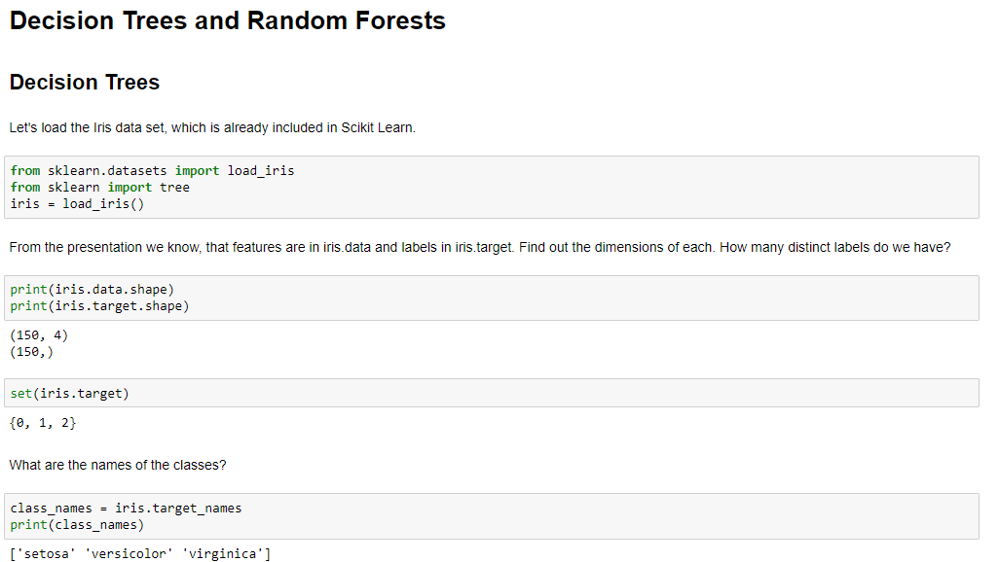 Decision Trees and Random Forests
Decision Trees
Let's load the Iris data set, which is already included in Scikit Learn.
from sklearn.datasets import load_iris
from sklearn import tree
iris = load_iris()
From the presentation we know, that features are in iris.data and labels in iris.target. Find out the dimensions of each. How many distinct labels do we have?
print(iris.data.shape)
print(iris.target.shape)
(150, 4)
(150,)
set(iris.target)
{0, 1, 2}
What are the names of the classes?
class_names = iris.target_names
print(class_names)
['setosa' 'versicolor' 'virginica']